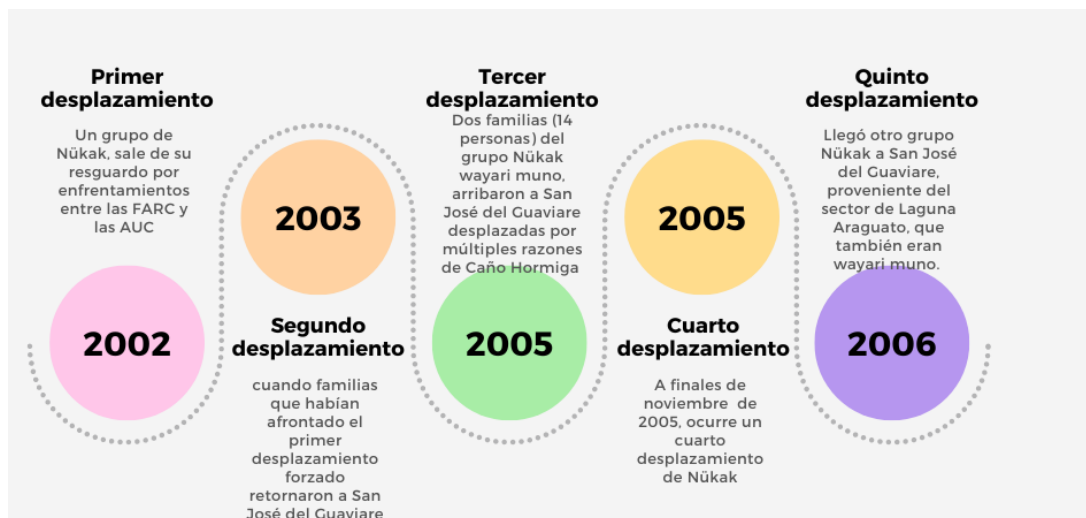 Primer
desplazamiento
Un grupo de
Nükak, sale de su
resguardo por
enfrentamientos
entre las FARC y
las AUC
2002
2003
Segundo
desplazamiento
cuando familias
que habían
afrontado el
primer
desplazamiento
forzado
retornaron a San
José del Guaviare
Tercer
desplazamiento
Dos familias (14
personas) del
grupo Nükak
wayari muno,
arribaron a San
José del Guaviare
desplazadas por
múltiples razones
de Caño Hormiga
2005
2005
Cuarto
desplazamiento
A finales de
noviembre de
2005, ocurre un
cuarto
desplazamiento
de Nükak
Quinto
desplazamiento
Llegó otro grupo
Nükak a San José
del Guaviare,
proveniente del
sector de Laguna
Araguato, que
también eran
wayari muno.
2006